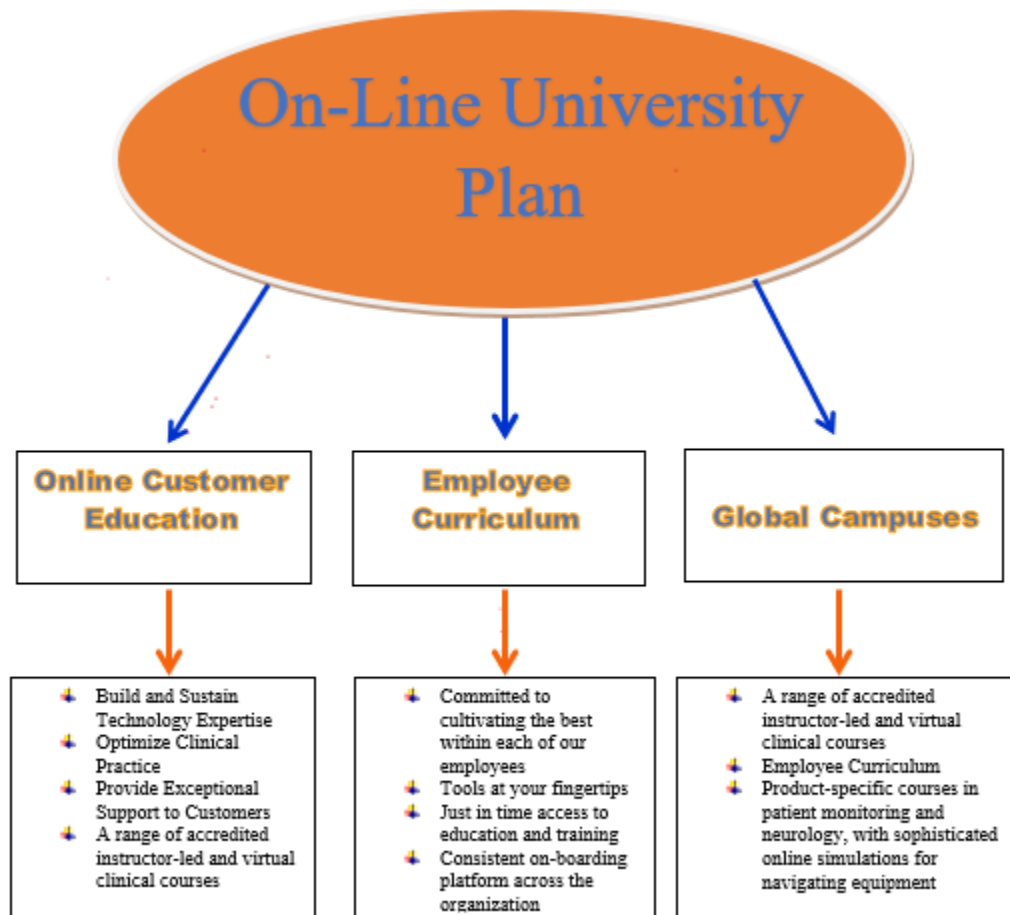 On-Line University
Plan
Online Customer
Education
Employee
Curriculum
Global Campuses
Build and Sustain
Technology Expertise
Optimize Clinical
Practice
Provide Exceptional
Support to Customers
A range of accredited
instructor-led and virtual
clinical courses
Committed to
cultivating the best
within each of our
employees
Tools at your fingertips
Just in time access to
education and training
Consistent on-boarding
platform across the
organization
A range of accredited
instructor-led and virtual
clinical courses
Employee Curriculum
Product-specific courses in
patient monitoring and
neurology, with sophisticated
online simulations for
navigating equipment